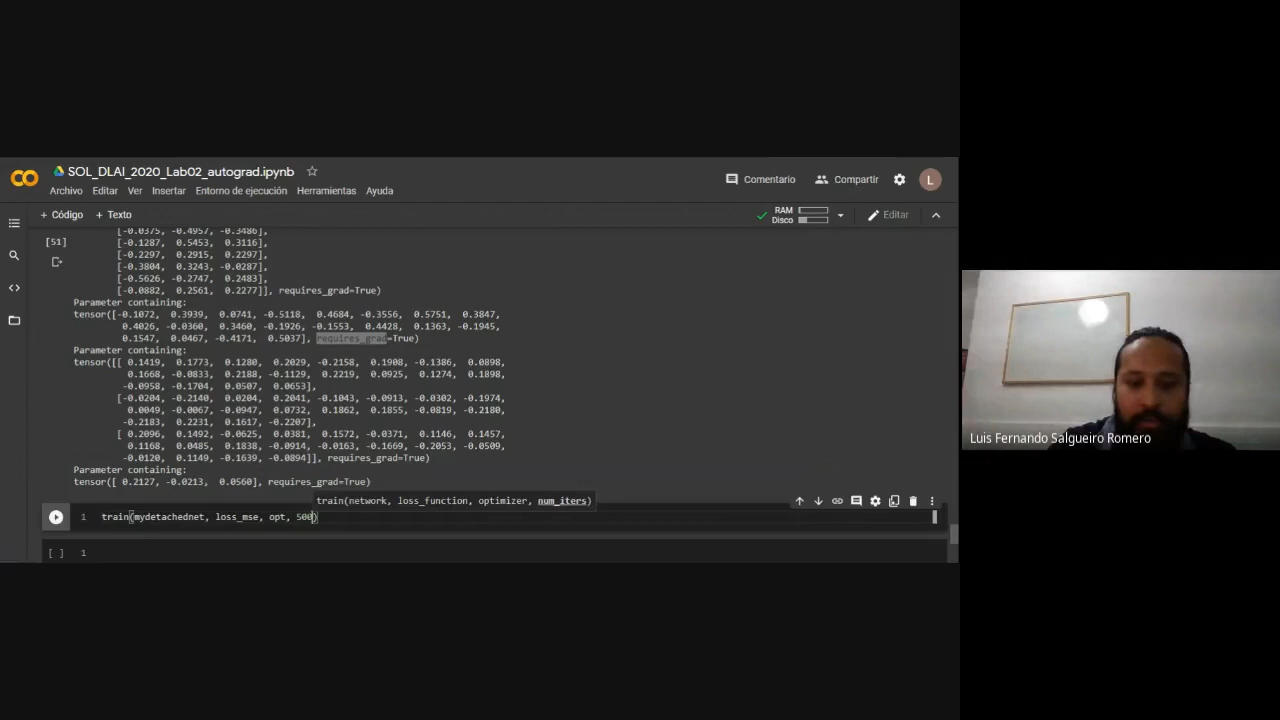 SOL_DLAI_2020_Lab02_autograd.ipynb
Archivo Editar Ver Insertar Entorno de ejecución Herramientas Ayuda
Comentario Compartir L
+ Código + Texto
RAM
Disco
Editar
[-0.0375, -0.4957, -0.3486],
[51] [-0.1287, 0.5453, 0.3116],
[-0.2297, 0.2915, 0.2297],
[-0.3804, 0.3243, -0.0287],
[-0.5626, -0.2747, 0.2483],
[-0.0882, 0.2561, 0.2277]], requires_grad=True)
Parameter containing:
tensor([-0.1072, 0.3939, 0.0741, -0.5118, 0.4684, -0.3556, 0.5751, 0.3847,
0.4026, -0.0360, 0.3460, -0.1926, -0.1553, 0.4428, 0.1363, -0.1945,
0.1547, 0.0467, -0.4171, 0.5037], requires_grad=True)
Parameter containing:
tensor([[ 0.1419, 0.1773, 0.1280, 0.2029, -0.2158, 0.1908, -0.1386, 0.0898,
0.1668, -0.0833, 0.2188, -0.1129, 0.2219, 0.0925, 0.1274, 0.1898,
-0.0958, -0.1704, 0.0507, 0.0653],
[-0.0204, -0.2140, 0.0204, 0.2041, -0.1043, -0.0913, -0.0302, -0.1974,
0.0049, -0.0067, -0.0947, 0.0732, 0.1862, 0.1855, -0.0819, -0.2180,
-0.2183, 0.2231, 0.1617, -0.2207],
[ 0.2096, 0.1492, -0.0625, 0.0381, 0.1572, -0.0371, 0.1146, 0.1457,
0.1168, 0.0485, 0.1838, -0.0914, -0.0163, -0.1669, -0.2053, -0.0509,
-0.0120, 0.1149, -0.1639, -0.0894]], requires_grad=True)
Parameter containing:
tensor([ 0.2127, -0.0213, 0.0560], requires_grad=True)
train(network, loss_function, optimizer, num_iters)
1 train(mydetachednet, loss_mse, opt, 500)
[ ] 1
Luis Fernando Salgueiro Romero